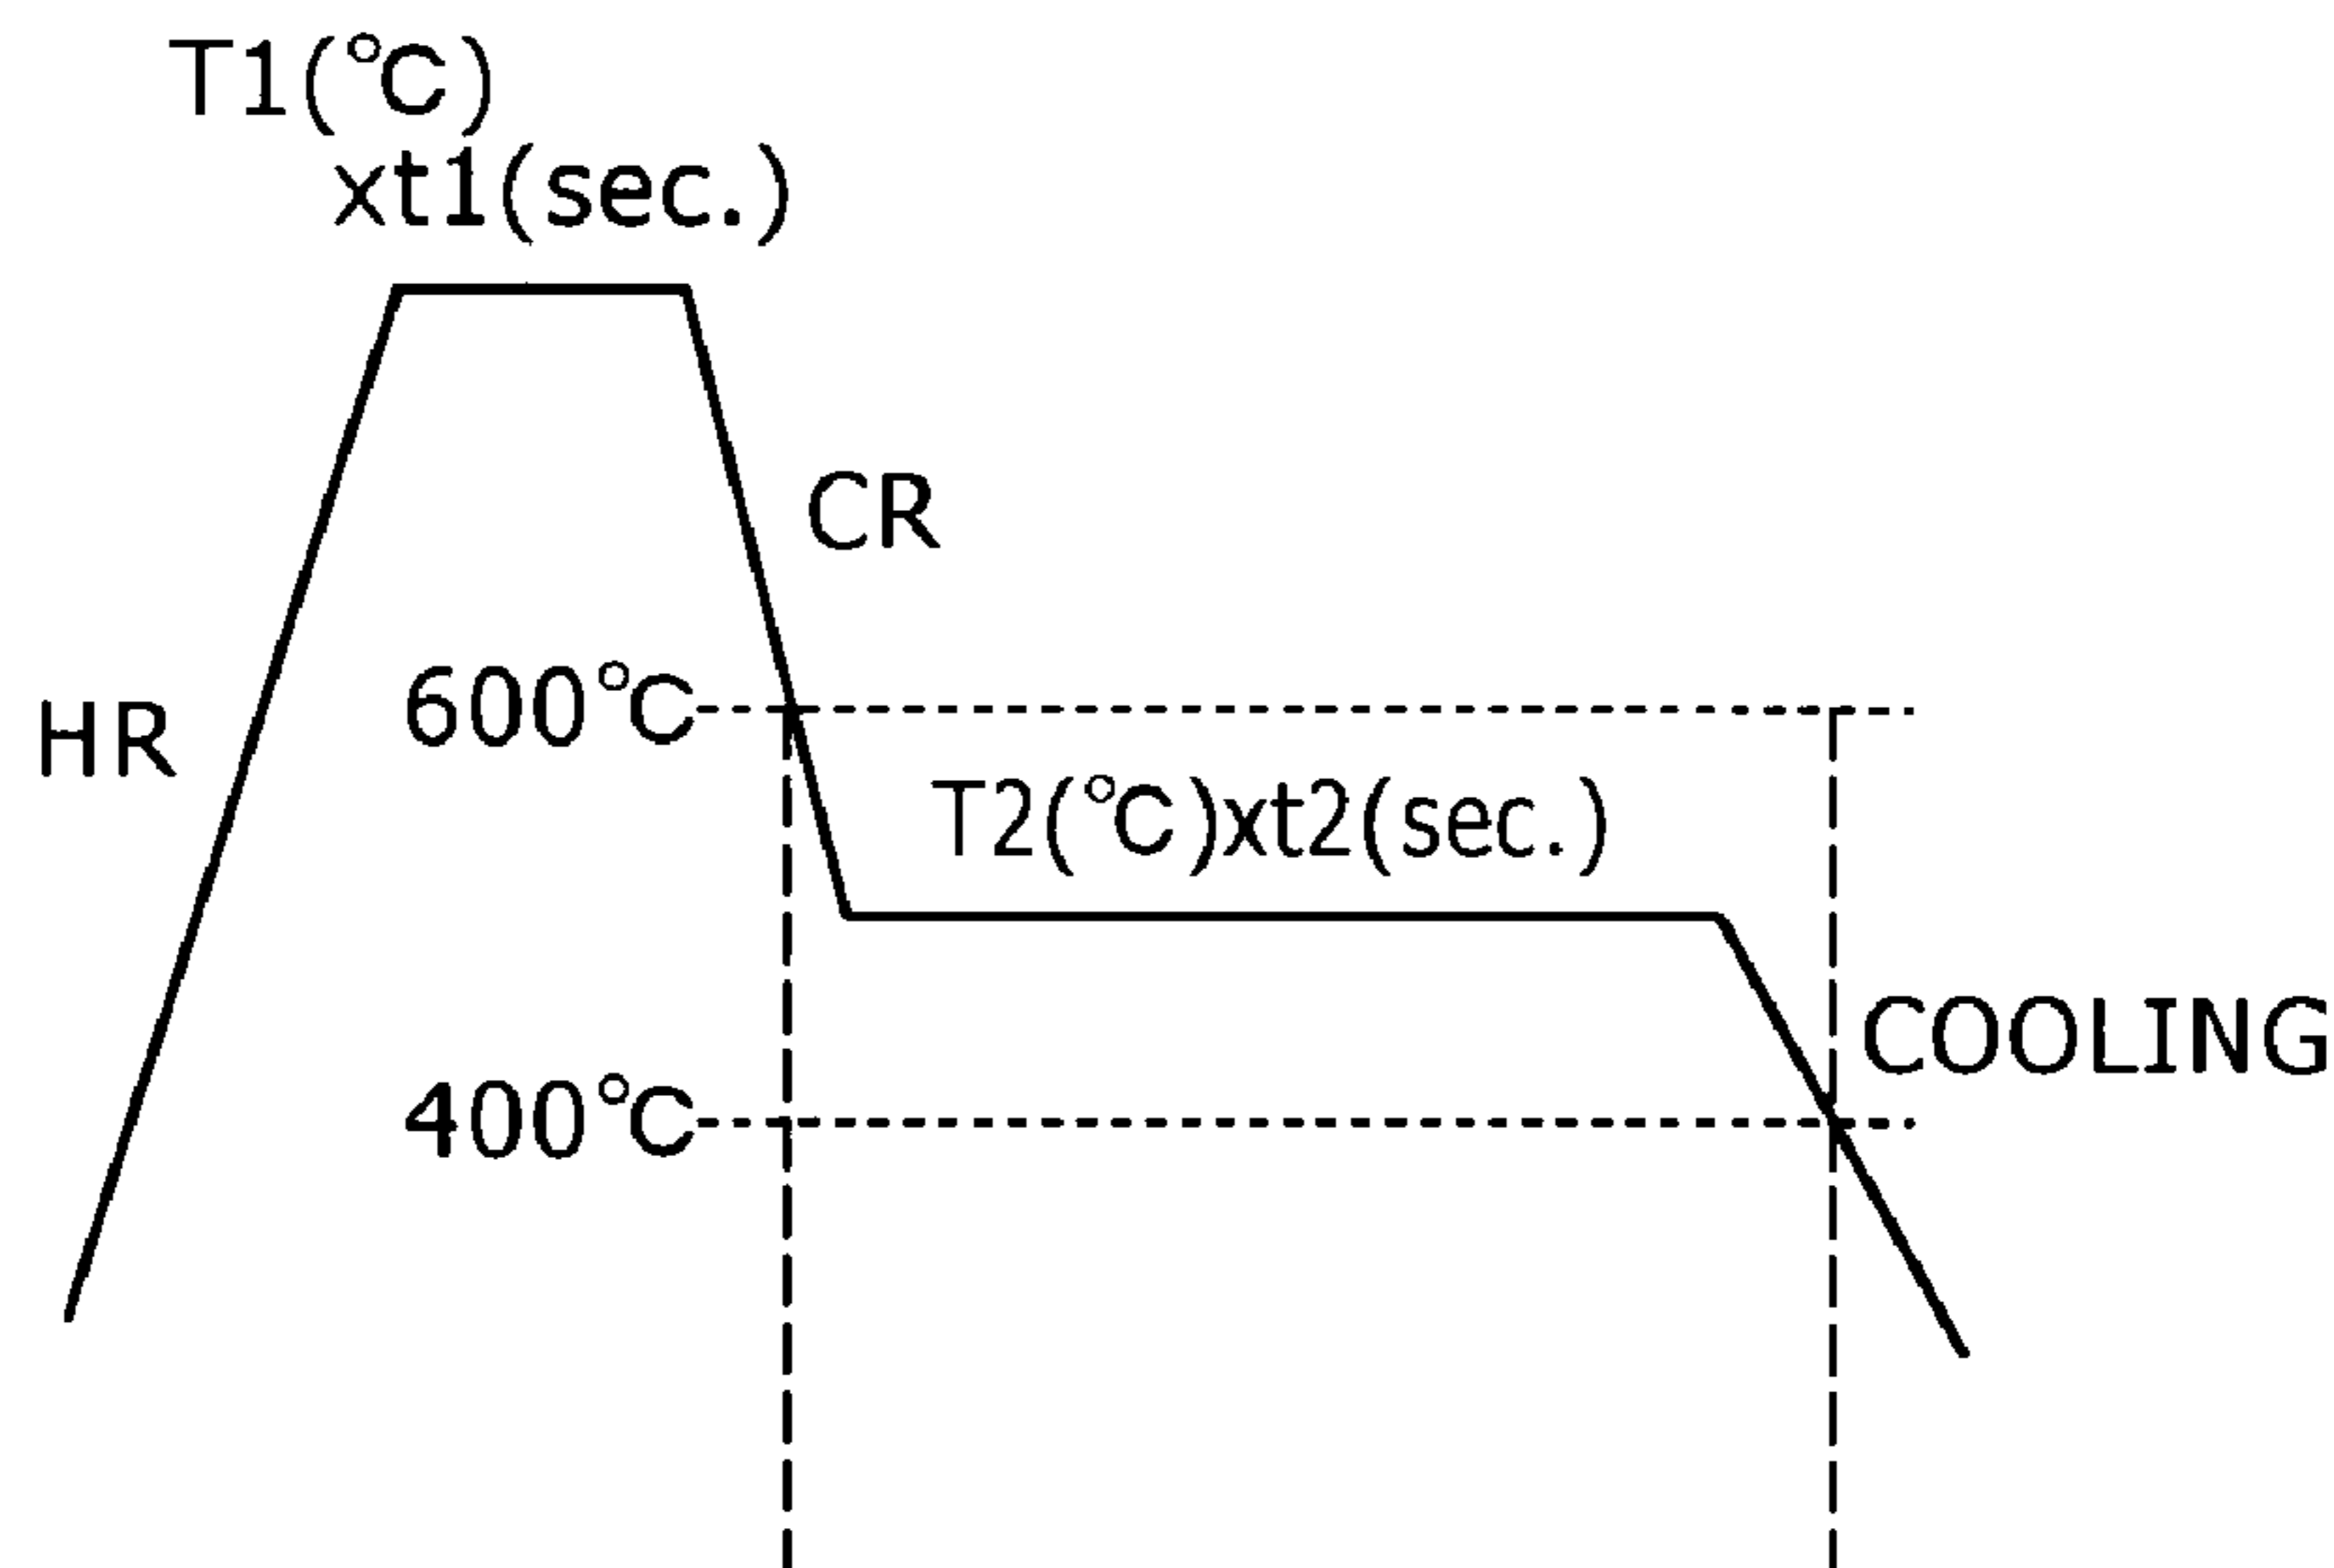 T1(℃)
xt1(sec.)
CR
600℃
HR
T2(℃)xt2(sec.)
COOLING
400℃